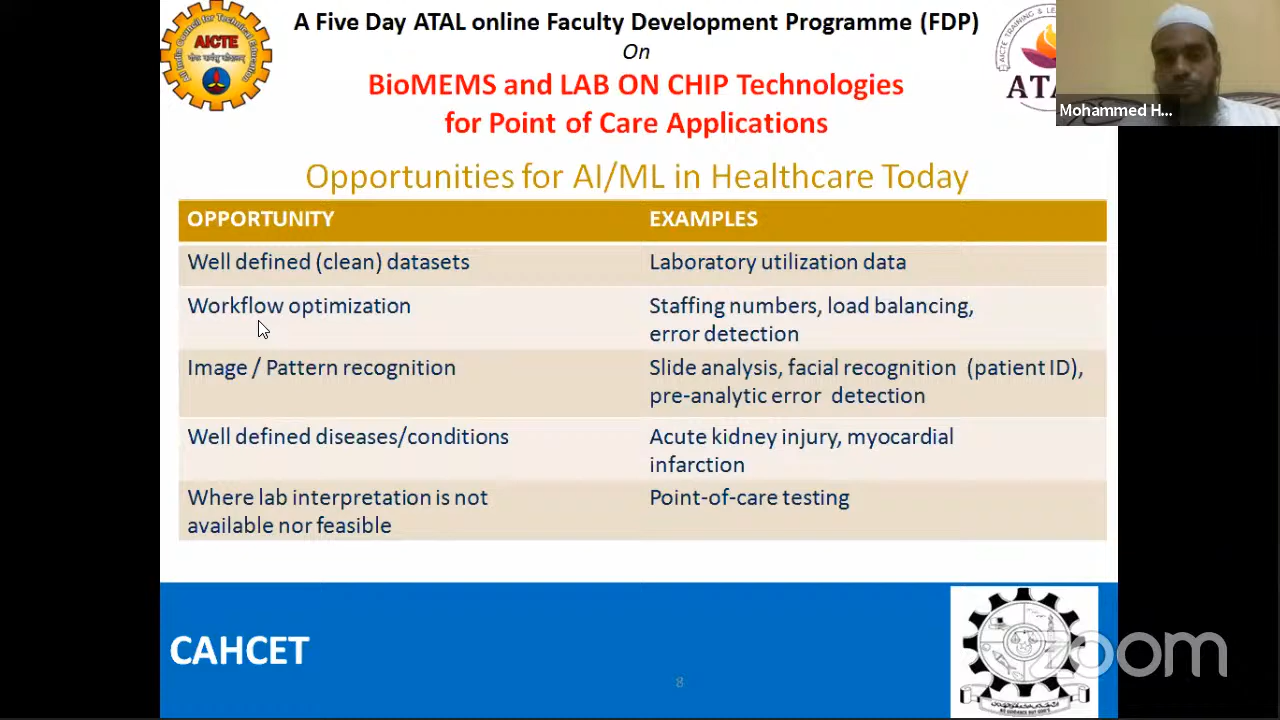 A Five Day ATAL online Faculty Development Programme (FDP)
On
BioMEMS and LAB ON CHIP Technologies
for Point of Care Applications
AICTE
ATA
Mohammed H...
Opportunities for AI/ML in Healthcare Today
OPPORTUNITY EXAMPLES
Well defined (clean) datasets Laboratory utilization data
Workflow optimization Staffing numbers, load balancing,
error detection
Image / Pattern recognition Slide analysis, facial recognition (patient ID),
pre-analytic error detection
Well defined diseases/conditions Acute kidney injury, myocardial
infarction
Where lab interpretation is not Point-of-care testing
available nor feasible
CAHCET
8
zoom